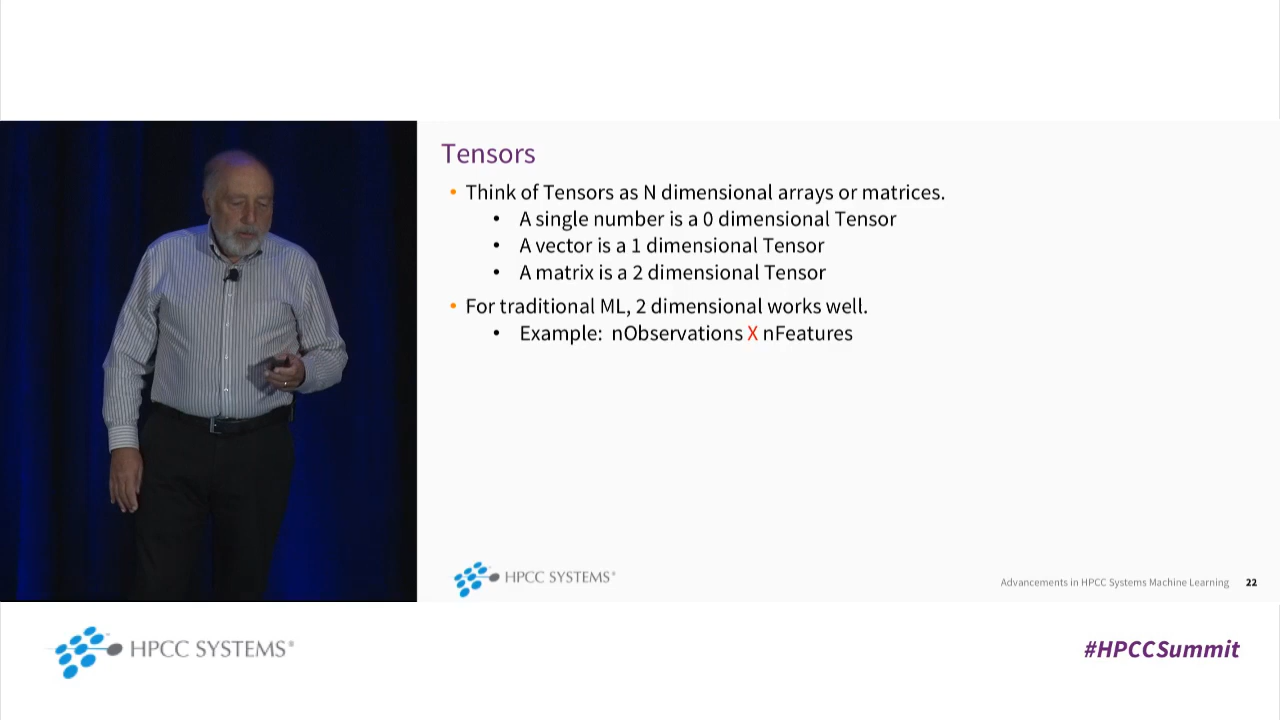 Tensors
• Think of Tensors as N dimensional arrays or matrices.
• A single number is a 0 dimensional Tensor
• A vector is a 1 dimensional Tensor
• A matrix is a 2 dimensional Tensor
• For traditional ML, 2 dimensional works well.
• Example: nObservations X nFeatures
HPCC SYSTEMS®
Advancements in HPCC Systems Machine Learning 22
HPCC SYSTEMS®
#HPCCSummit